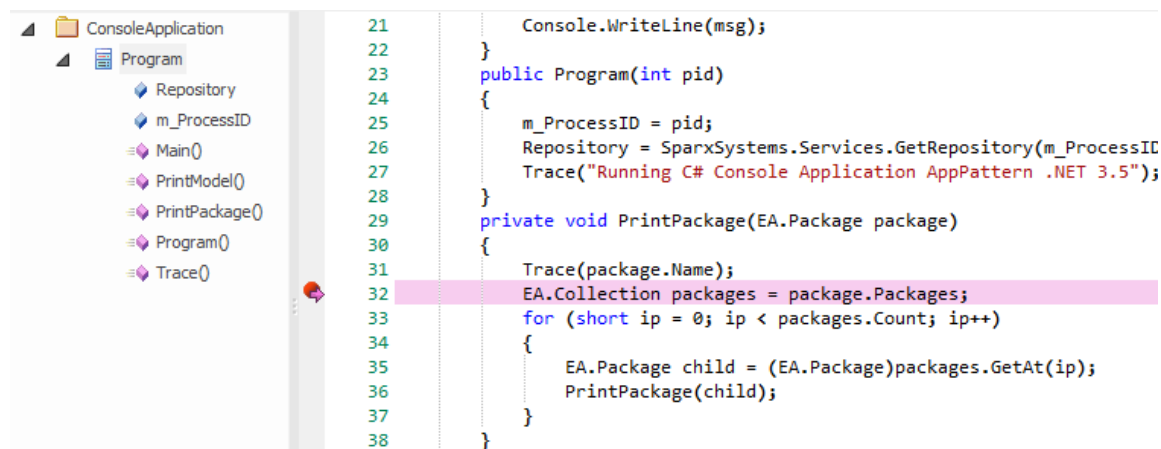 ConsoleApplication
Program
Repository
m_ProcessID
Main()
PrintModel()
PrintPackage()
Program()
Trace()
21 Console.WriteLine(msg);
22 }
23 public Program(int pid)
24 {
25 m_ProcessID = pid;
26 Repository = SparxSystems.Services.GetRepository(m_ProcessID
27 Trace("Running C# Console Application AppPattern .NET 3.5");
28 }
29 private void PrintPackage(EA.Package package)
30 {
31 Trace(package.Name);
32 EA.Collection packages = package.Packages;
33 for (short ip = 0; ip < packages.Count; ip++)
34 {
35 EA.Package child = (EA.Package)packages.GetAt(ip);
36 PrintPackage(child);
37 }
38 }